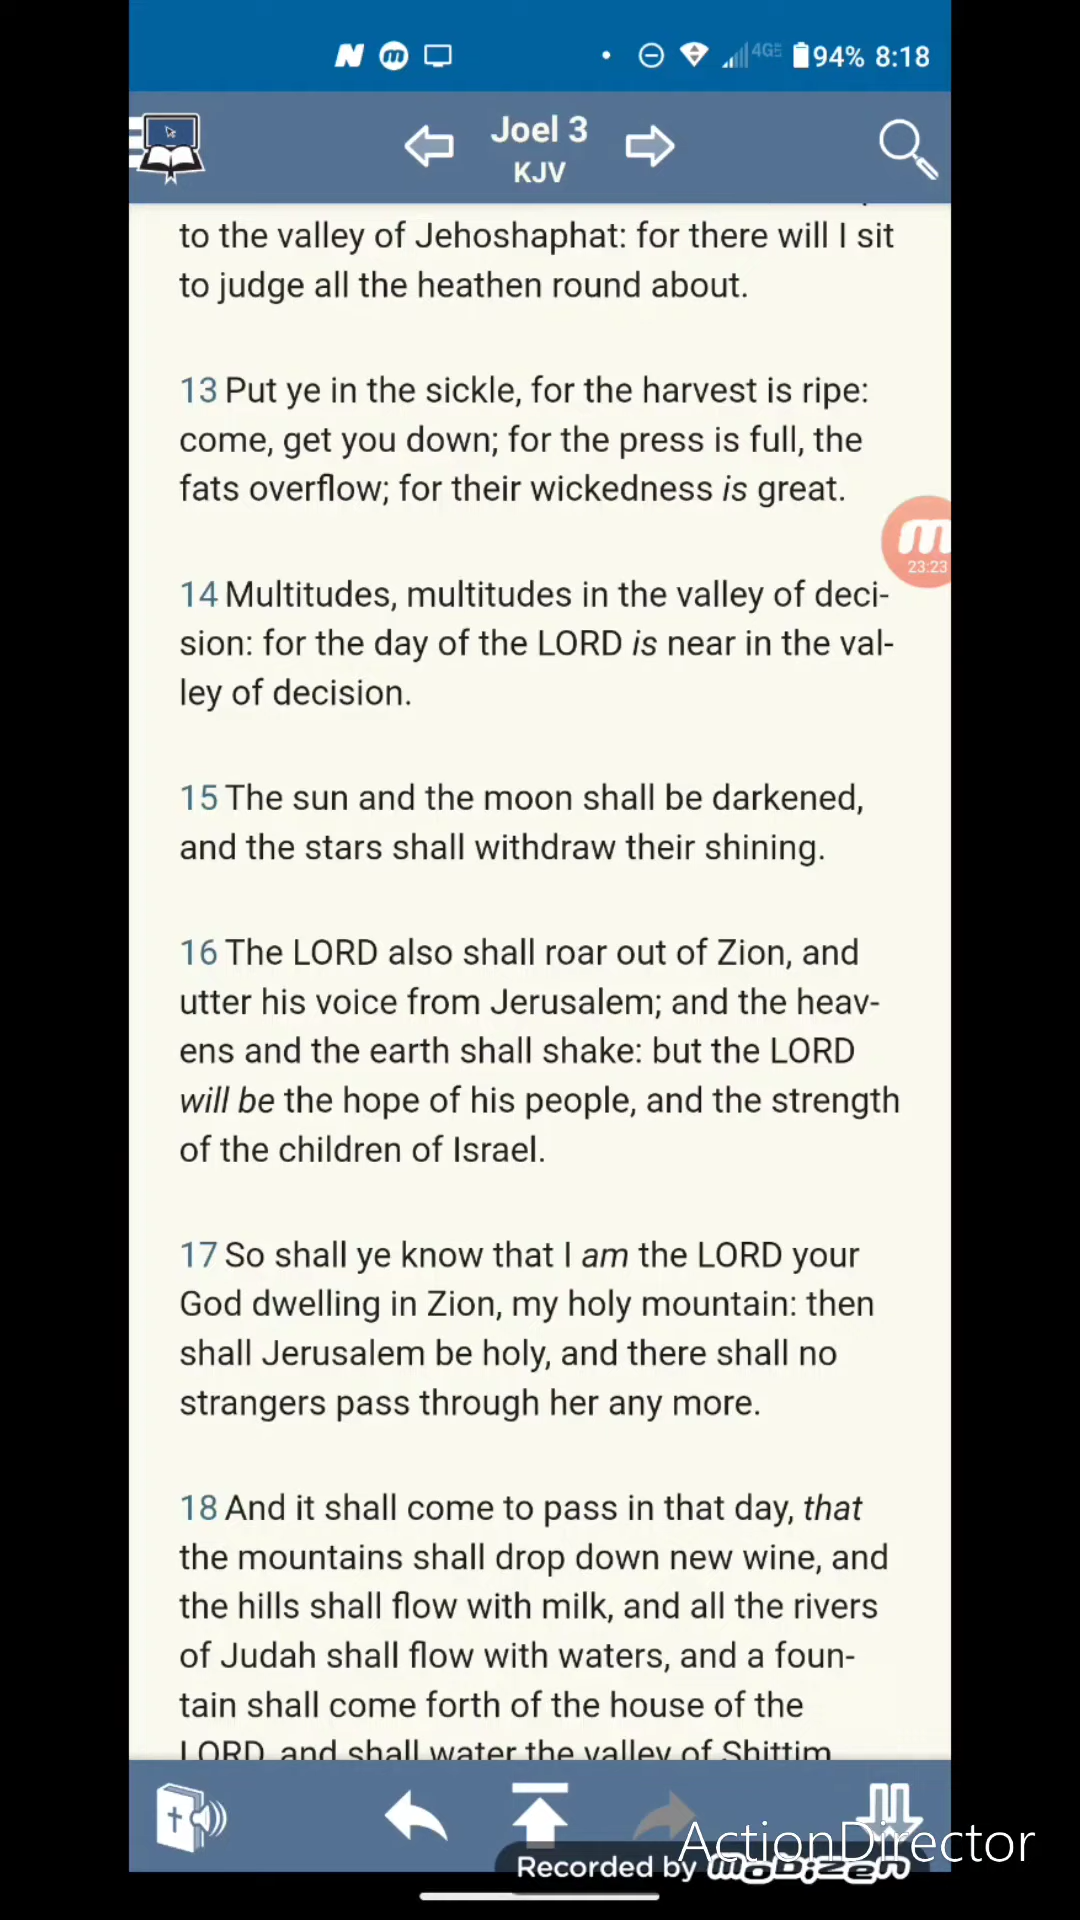 94% 8:18
Joel 3
KJV
to the valley of Jehoshaphat: for there will I sit
to judge all the heathen round about.
13 Put ye in the sickle, for the harvest is ripe:
come, get you down; for the press is full, the
fats overflow; for their wickedness is great.
23:23
14 Multitudes, multitudes in the valley of deci-
sion: for the day of the LORD is near in the val-
ley of decision.
15 The sun and the moon shall be darkened,
and the stars shall withdraw their shining.
16 The LORD also shall roar out of Zion, and
utter his voice from Jerusalem; and the heav-
ens and the earth shall shake: but the LORD
will be the hope of his people, and the strength
of the children of Israel.
17 So shall ye know that I am the LORD your
God dwelling in Zion, my holy mountain: then
shall Jerusalem be holy, and there shall no
strangers pass through her any more.
18 And it shall come to pass in that day, that
the mountains shall drop down new wine, and
the hills shall flow with milk, and all the rivers
of Judah shall flow with waters, and a foun-
tain shall come forth of the house of the
LORD, and shall water the valley of Shittim
ActionDirector
Recorded by mobizen